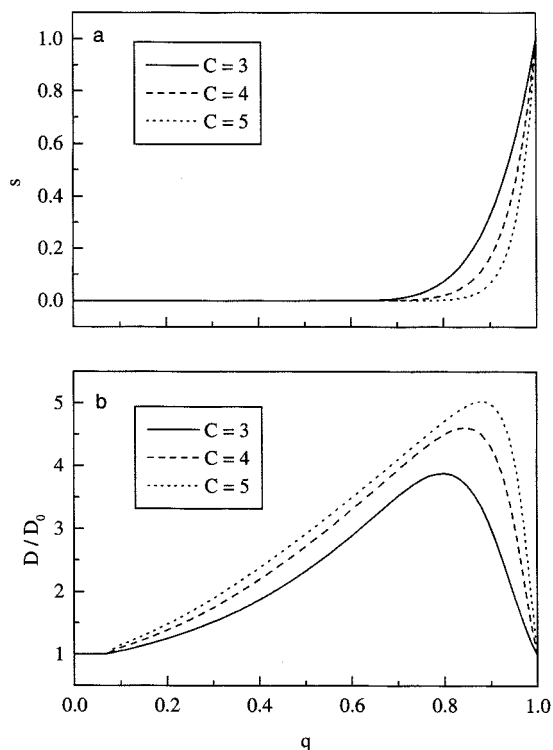 a
C = 3
C = 4
C = 5
1.0
0.8
0.6
0.4
0.2
0.0
s
b
C = 3
C = 4
C = 5
5
4
3
2
1
D / D₀
0.0 0.2 0.4 0.6 0.8 1.0
q